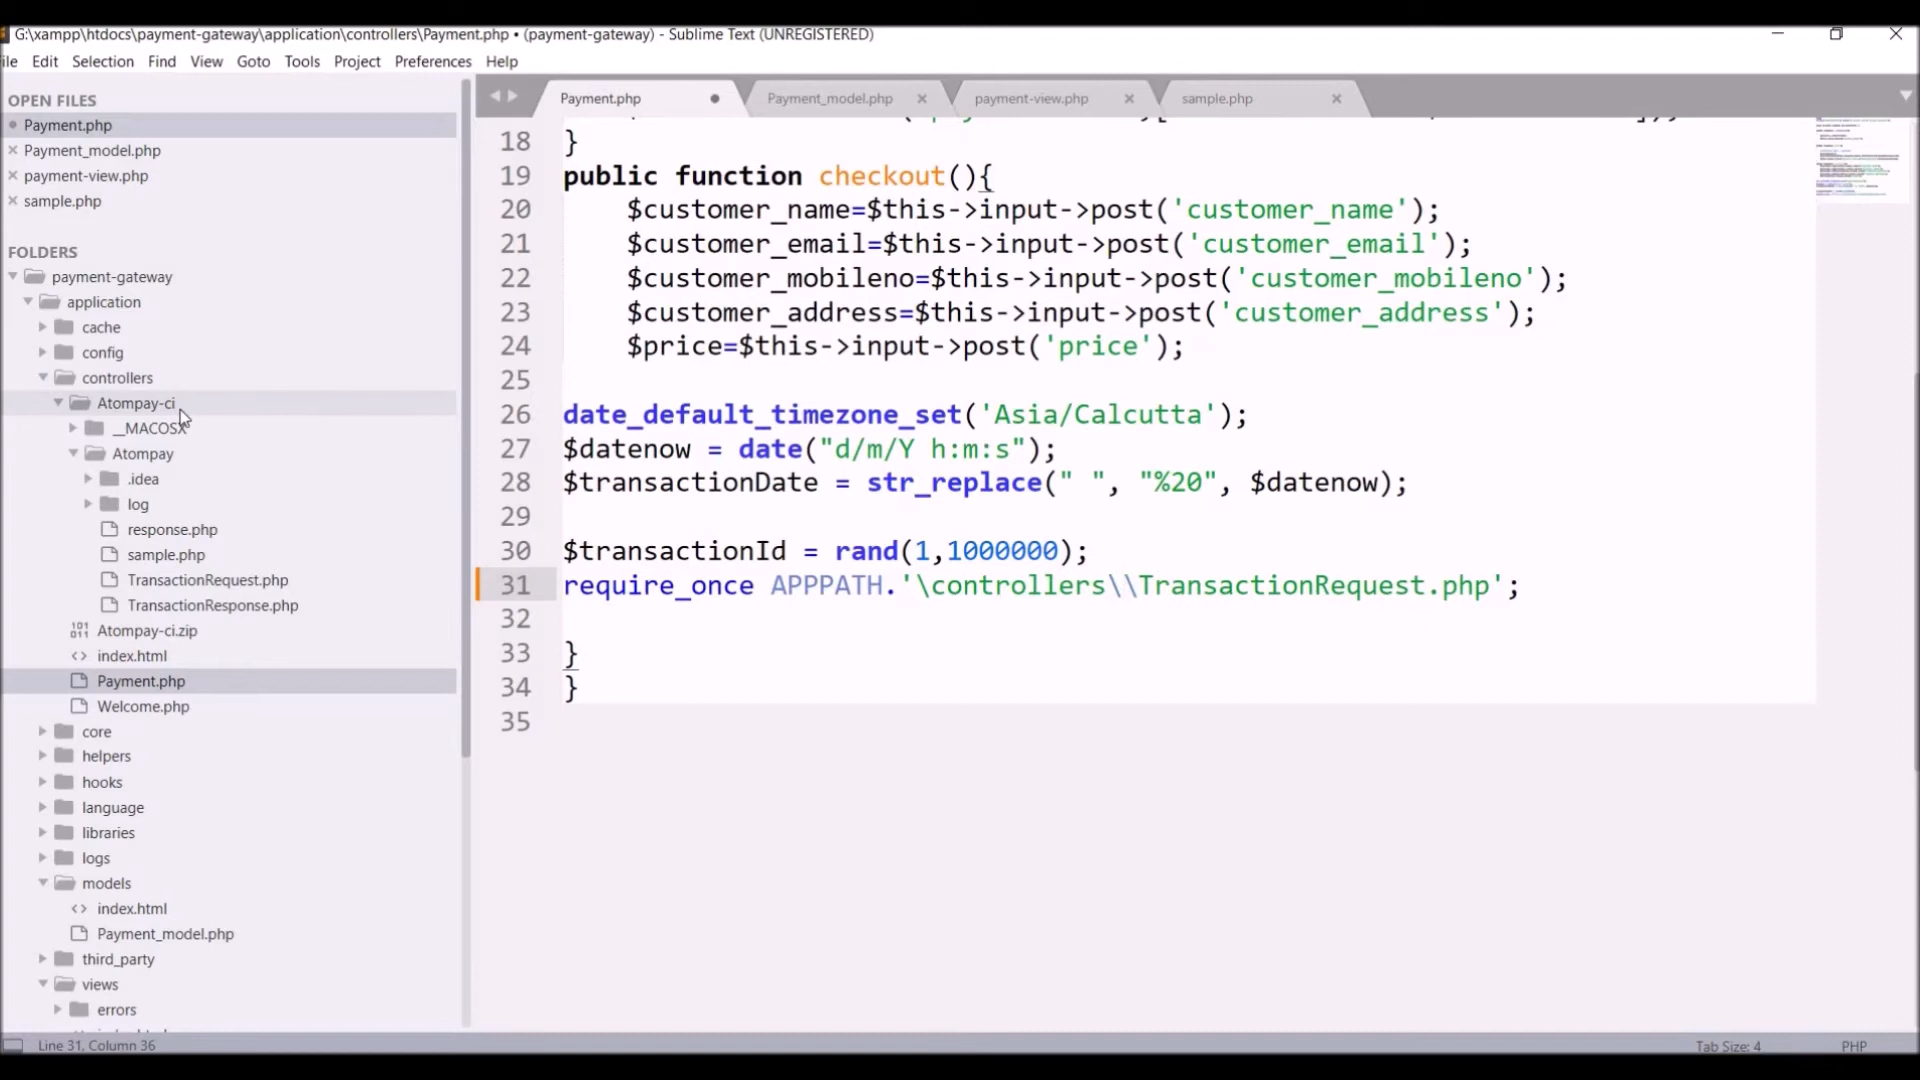 G:\xampp\htdocs\payment-gateway\application\controllers\Payment.php • (payment-gateway) - Sublime Text (UNREGISTERED)
ile Edit Selection Find View Goto Tools Project Preferences Help
OPEN FILES
Payment.php
Payment_model.php
payment-view.php
sample.php
FOLDERS
payment-gateway
application
cache
config
controllers
Atompay-ci
__MACOSX
Atompay
.idea
log
response.php
sample.php
TransactionRequest.php
TransactionResponse.php
Atompay-ci.zip
index.html
Payment.php
Welcome.php
core
helpers
hooks
language
libraries
logs
models
index.html
Payment_model.php
third_party
views
errors
Payment.php Payment_model.php payment-view.php sample.php
18 }
19 public function checkout(){
20 $customer_name=$this->input->post('customer_name');
21 $customer_email=$this->input->post('customer_email');
22 $customer_mobileno=$this->input->post('customer_mobileno');
23 $customer_address=$this->input->post('customer_address');
24 $price=$this->input->post('price');
25
26 date_default_timezone_set('Asia/Calcutta');
27 $datenow = date("d/m/Y h:m:s");
28 $transactionDate = str_replace(" ", "%20", $datenow);
29
30 $transactionId = rand(1,1000000);
31 require_once APPPATH.'\controllers\\TransactionRequest.php';
32
33 }
34 }
35
Line 31, Column 36
Tab Size: 4 PHP